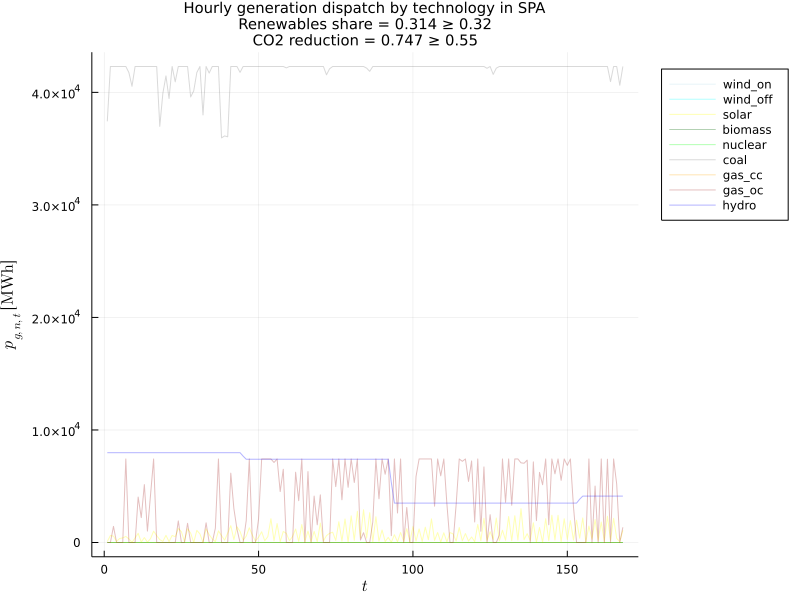 Hourly generation dispatch by technology in SPA
Renewables share = 0.314 ≥ 0.32
CO2 reduction = 0.747 ≥ 0.55
wind_on
wind_off
solar
biomass
nuclear
coal
gas_cc
gas_oc
hydro
4.0×10⁴
3.0×10⁴
2.0×10⁴
1.0×10⁴
0
p_{g,n,t} [MWh]
0 50 100 150
t